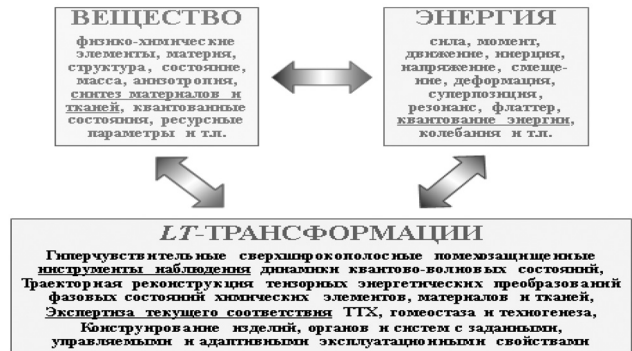 ВЕЩЕСТВО
физико-химические
элементы, материя,
структура, состояние,
масса, анизотропия,
синтез материалов и
тканей, квантованные
состояния, ресурсные
параметры и т.п.
ЭНЕРГИЯ
сила, момент,
движение, инерция,
напряжение, смеще-
ние, деформация,
суперпозиция,
резонанс, флаттер,
квантование энергии,
колебания и т.п.
LT-ТРАНСФОРМАЦИИ
Гиперчувствительные сверхширокополосные помехозащищенные
инструменты наблюдения динамики квантово-волновых состояний,
Траекторная реконструкция тензорных энергетических преобразований
фазовых состояний химических элементов, материалов и тканей,
Экспертиза текущего соответствия ТТХ, гомеостаза и техногенеза,
Конструирование изделий, органов и систем с заданными,
управляемыми и адаптивными эксплуатационными свойствами